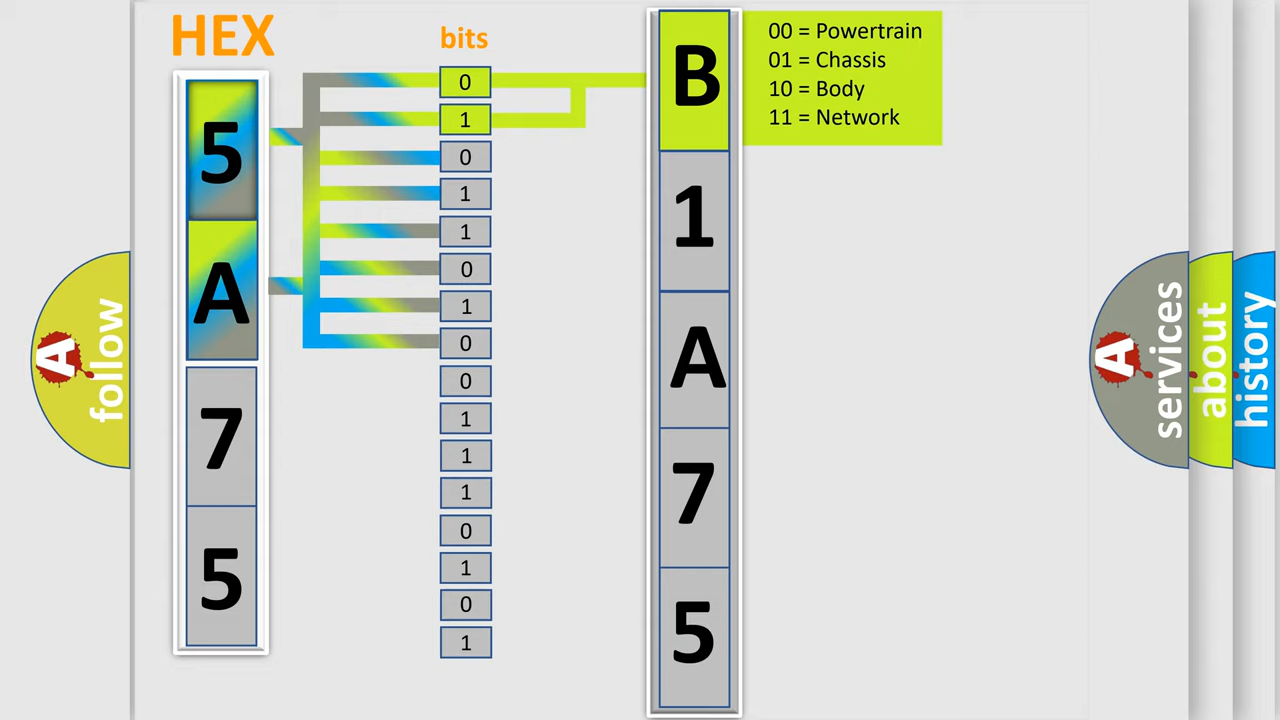 HEX
bits
5
A
7
5
0
1
0
1
1
0
1
0
0
1
1
1
0
1
0
1
B
1
A
7
5
00 = Powertrain
01 = Chassis
10 = Body
11 = Network
A
follow
A
services
about
history